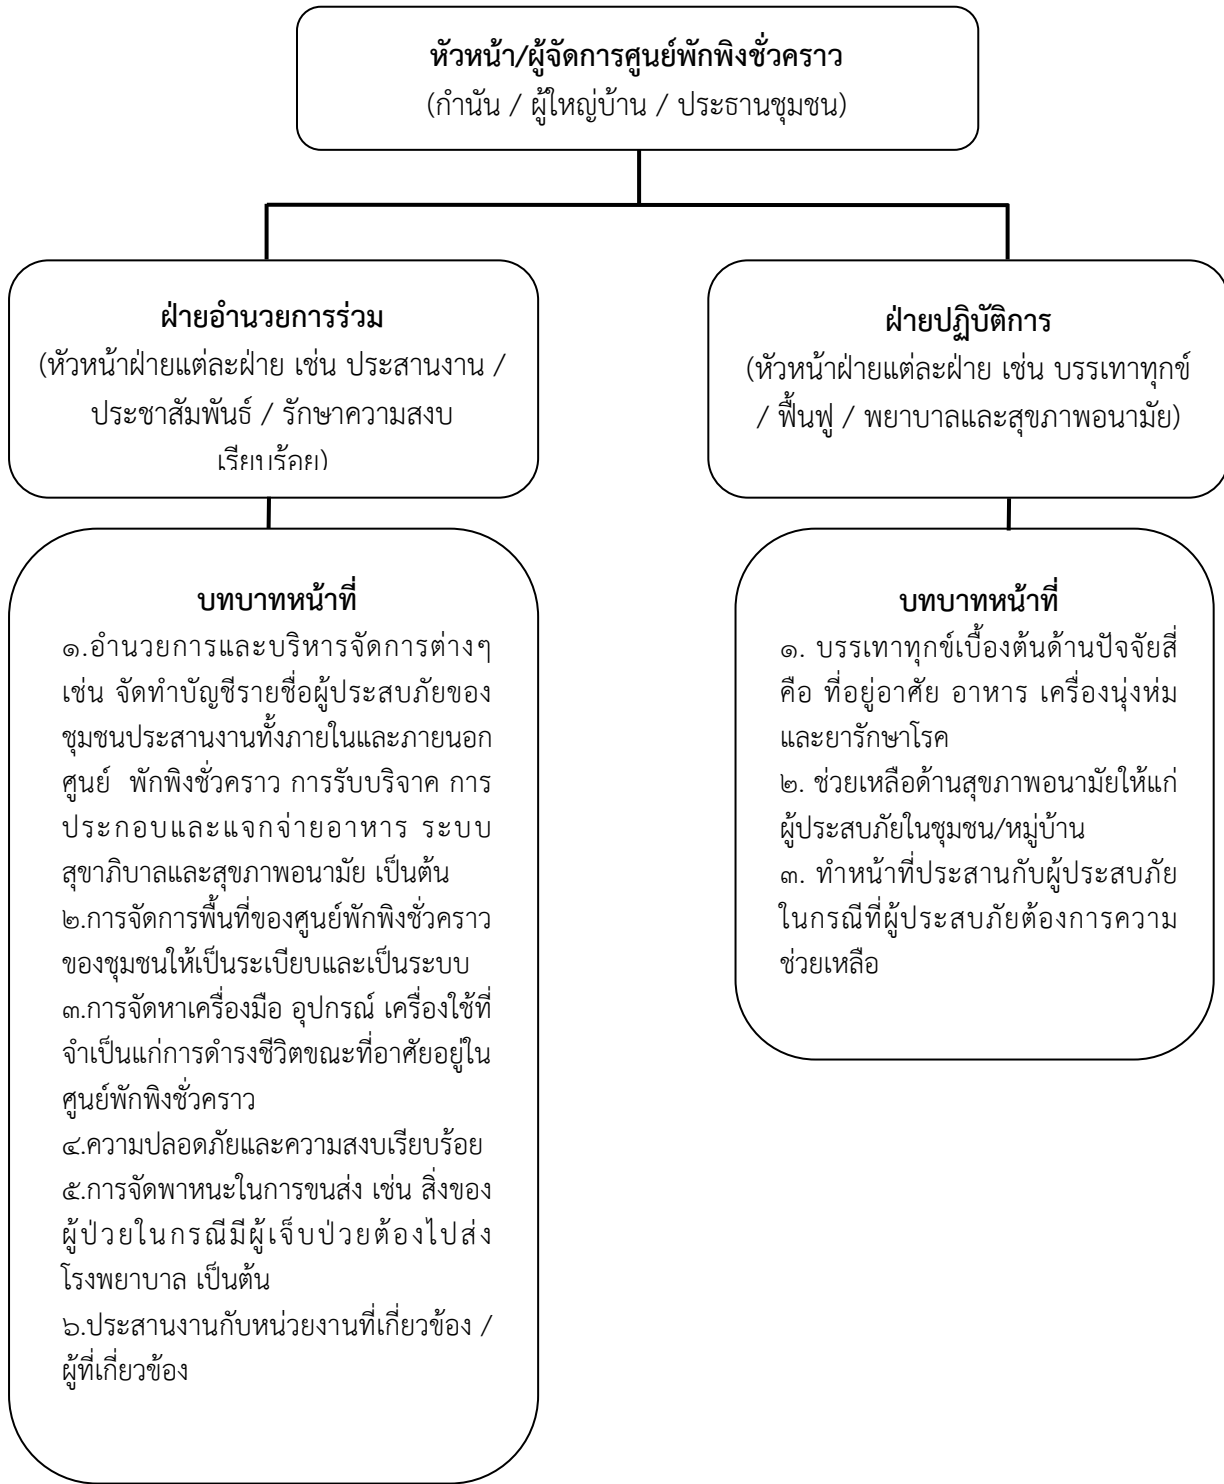 หัวหน้า/ผู้จัดการศูนย์พักพิงชั่วคราว
(กำนัน / ผู้ใหญ่บ้าน / ประธานชุมชน)
ฝ่ายอำนวยการร่วม
(หัวหน้าฝ่ายแต่ละฝ่าย เช่น ประสานงาน /
ประชาสัมพันธ์ / รักษาความสงบ
เรียบร้อย)
ฝ่ายปฏิบัติการ
(หัวหน้าฝ่ายแต่ละฝ่าย เช่น บรรเทาทุกข์
/ ฟื้นฟู / พยาบาลและสุขภาพอนามัย)
บทบาทหน้าที่
๑.อำนวยการและบริหารจัดการต่างๆ
เช่น จัดทำบัญชีรายชื่อผู้ประสบภัยของ
ชุมชนประสานงานทั้งภายในและภายนอก
ศูนย์ พักพิงชั่วคราว การรับบริจาค การ
ประกอบและแจกจ่ายอาหาร ระบบ
สุขาภิบาลและสุขภาพอนามัย เป็นต้น
๒.การจัดการพื้นที่ของศูนย์พักพิงชั่วคราว
ของชุมชนให้เป็นระเบียบและเป็นระบบ
๓.การจัดหาเครื่องมือ อุปกรณ์ เครื่องใช้ที่
จำเป็นแก่การดำรงชีวิตขณะที่อาศัยอยู่ใน
ศูนย์พักพิงชั่วคราว
๔.ความปลอดภัยและความสงบเรียบร้อย
๕.การจัดพาหนะในการขนส่ง เช่น สิ่งของ
ผู้ป่วยในกรณีมีผู้เจ็บป่วยต้องไปส่ง
โรงพยาบาล เป็นต้น
๖.ประสานงานกับหน่วยงานที่เกี่ยวข้อง /
ผู้ที่เกี่ยวข้อง
บทบาทหน้าที่
๑. บรรเทาทุกข์เบื้องต้นด้านปัจจัยสี่
คือ ที่อยู่อาศัย อาหาร เครื่องนุ่งห่ม
และยารักษาโรค
๒. ช่วยเหลือด้านสุขภาพอนามัยให้แก่
ผู้ประสบภัยในชุมชน/หมู่บ้าน
๓. ทำหน้าที่ประสานกับผู้ประสบภัย
ในกรณีที่ผู้ประสบภัยต้องการความ
ช่วยเหลือ